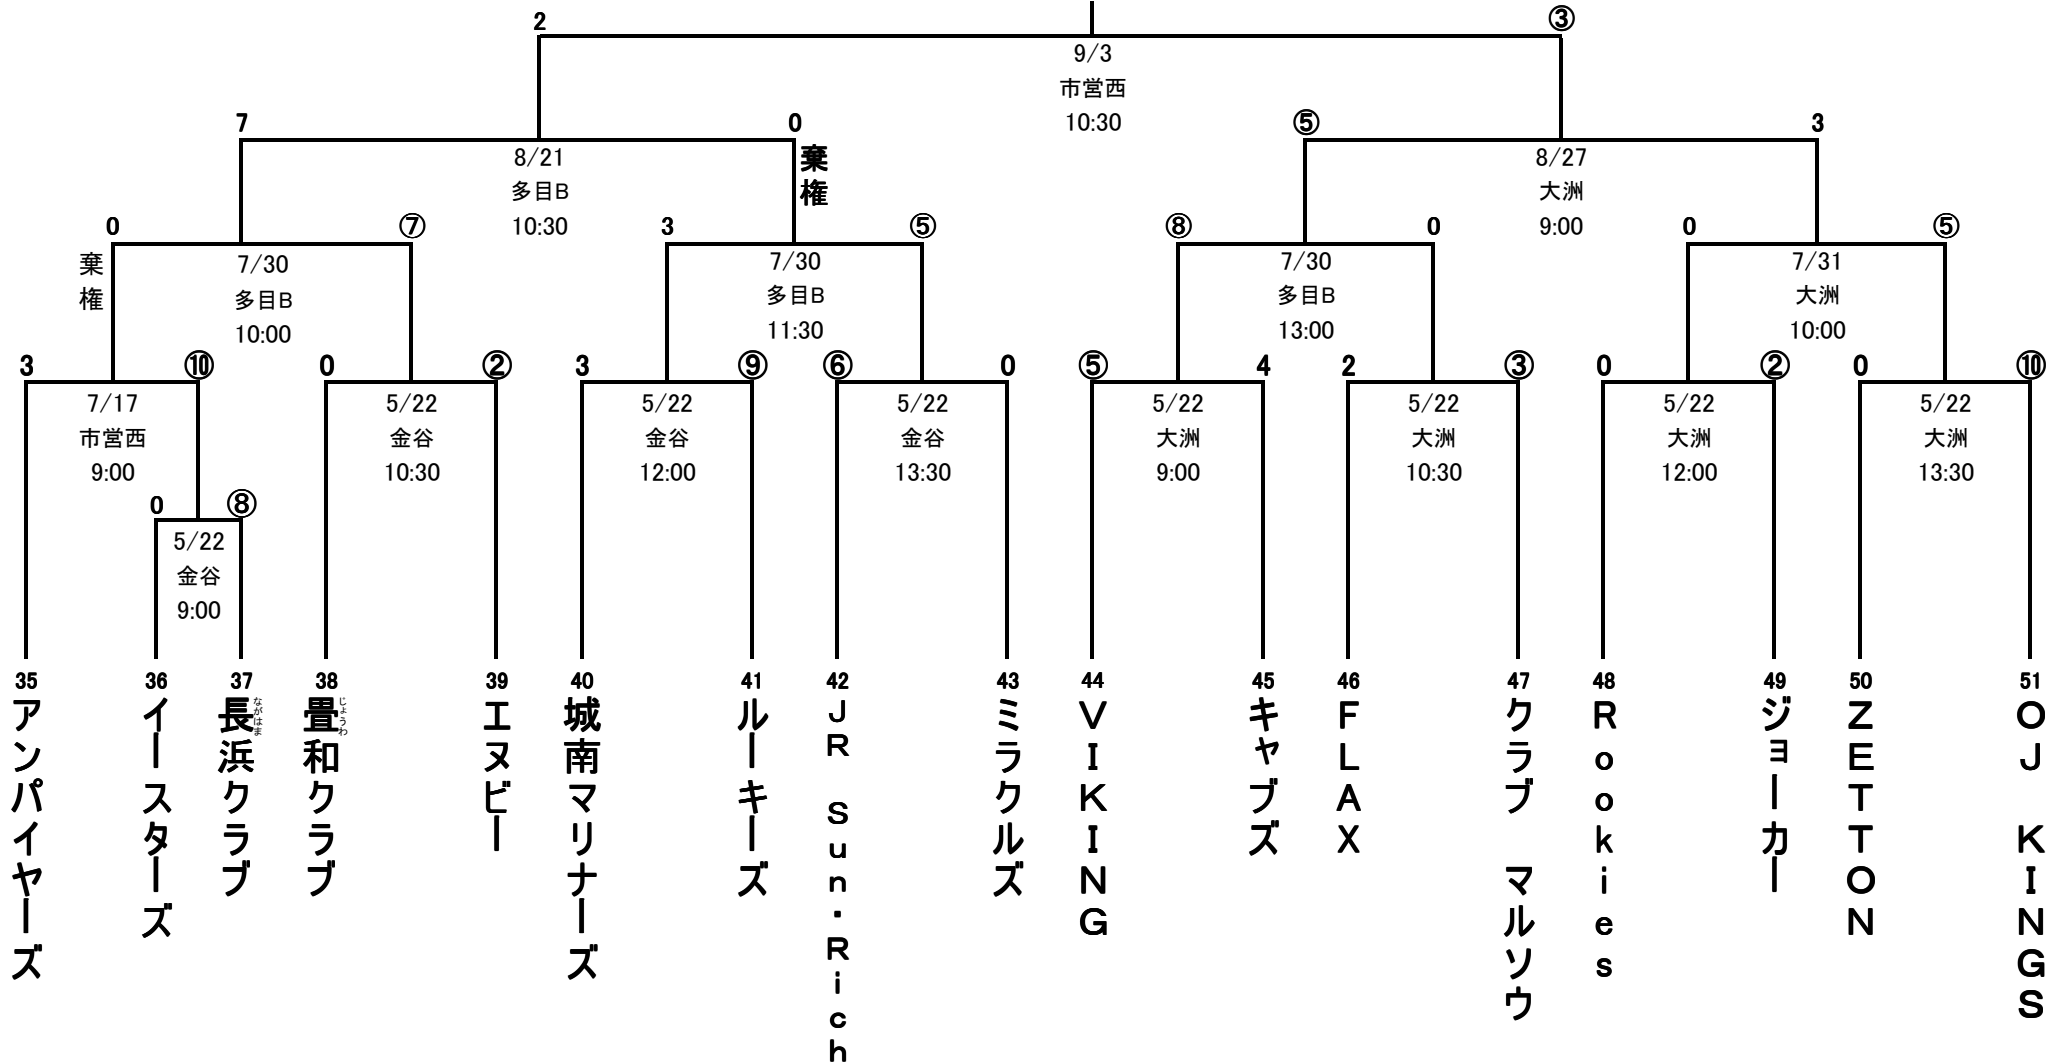 2 ③
9/3
市営西
10:30
7 0 ⑤ 3
棄権
8/21
多目B
10:30
8/27
大洲
9:00
0 ⑦ 3 ⑤ ⑧ 0 0 ⑤
棄権
7/30
多目B
10:00
7/30
多目B
11:30
7/30
多目B
13:00
7/31
大洲
10:00
3 ⑩ 0 ② 3 ⑨ ⑥ 0 ⑤ 4 2 ③ 0 ② 0 ⑩
7/17
市営西
9:00
5/22
金谷
10:30
5/22
金谷
12:00
5/22
金谷
13:30
5/22
大洲
9:00
5/22
大洲
10:30
5/22
大洲
12:00
5/22
大洲
13:30
0 ⑧
5/22
金谷
9:00
35
アンパイヤーズ
36
イースターズ
37
長浜クラブ
ながはま
38
畳和クラブ
じょうわ
39
エヌビー
40
城南マリナーズ
41
ルーキーズ
42
JR Sun・Rich
43
ミラクルズ
44
VIKING
45
キャブズ
46
FLAX
47
クラブ マルソウ
48
Rookies
49
ジョーカー
50
ZETTON
51
OJ KINGS